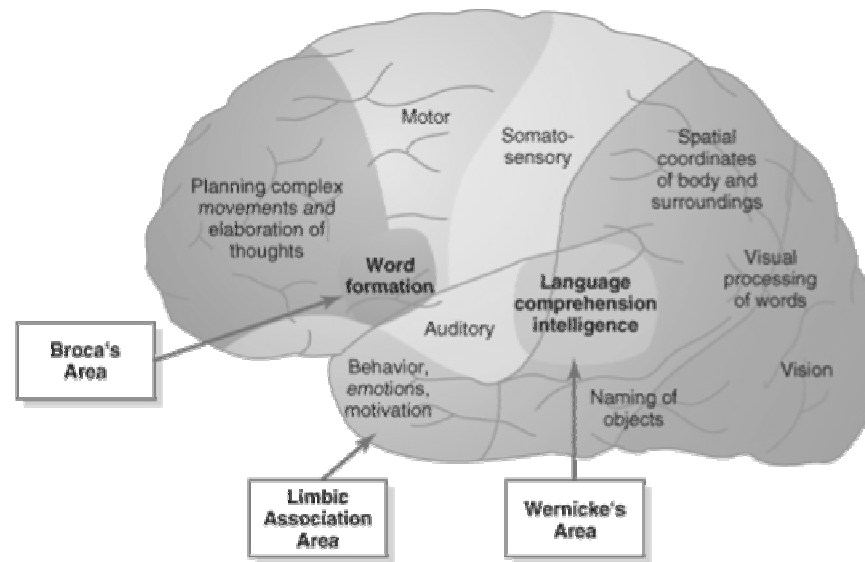 Motor
Somato-
sensory
Spatial
coordinates
of body and
surroundings
Planning complex
movements and
elaboration of
thoughts
Word
formation
Visual
processing
of words
Language
comprehension
intelligence
Auditory
Broca's
Area
Behavior,
emotions,
motivation
Vision
Naming of
objects
Limbic
Association
Area
Wernicke's
Area